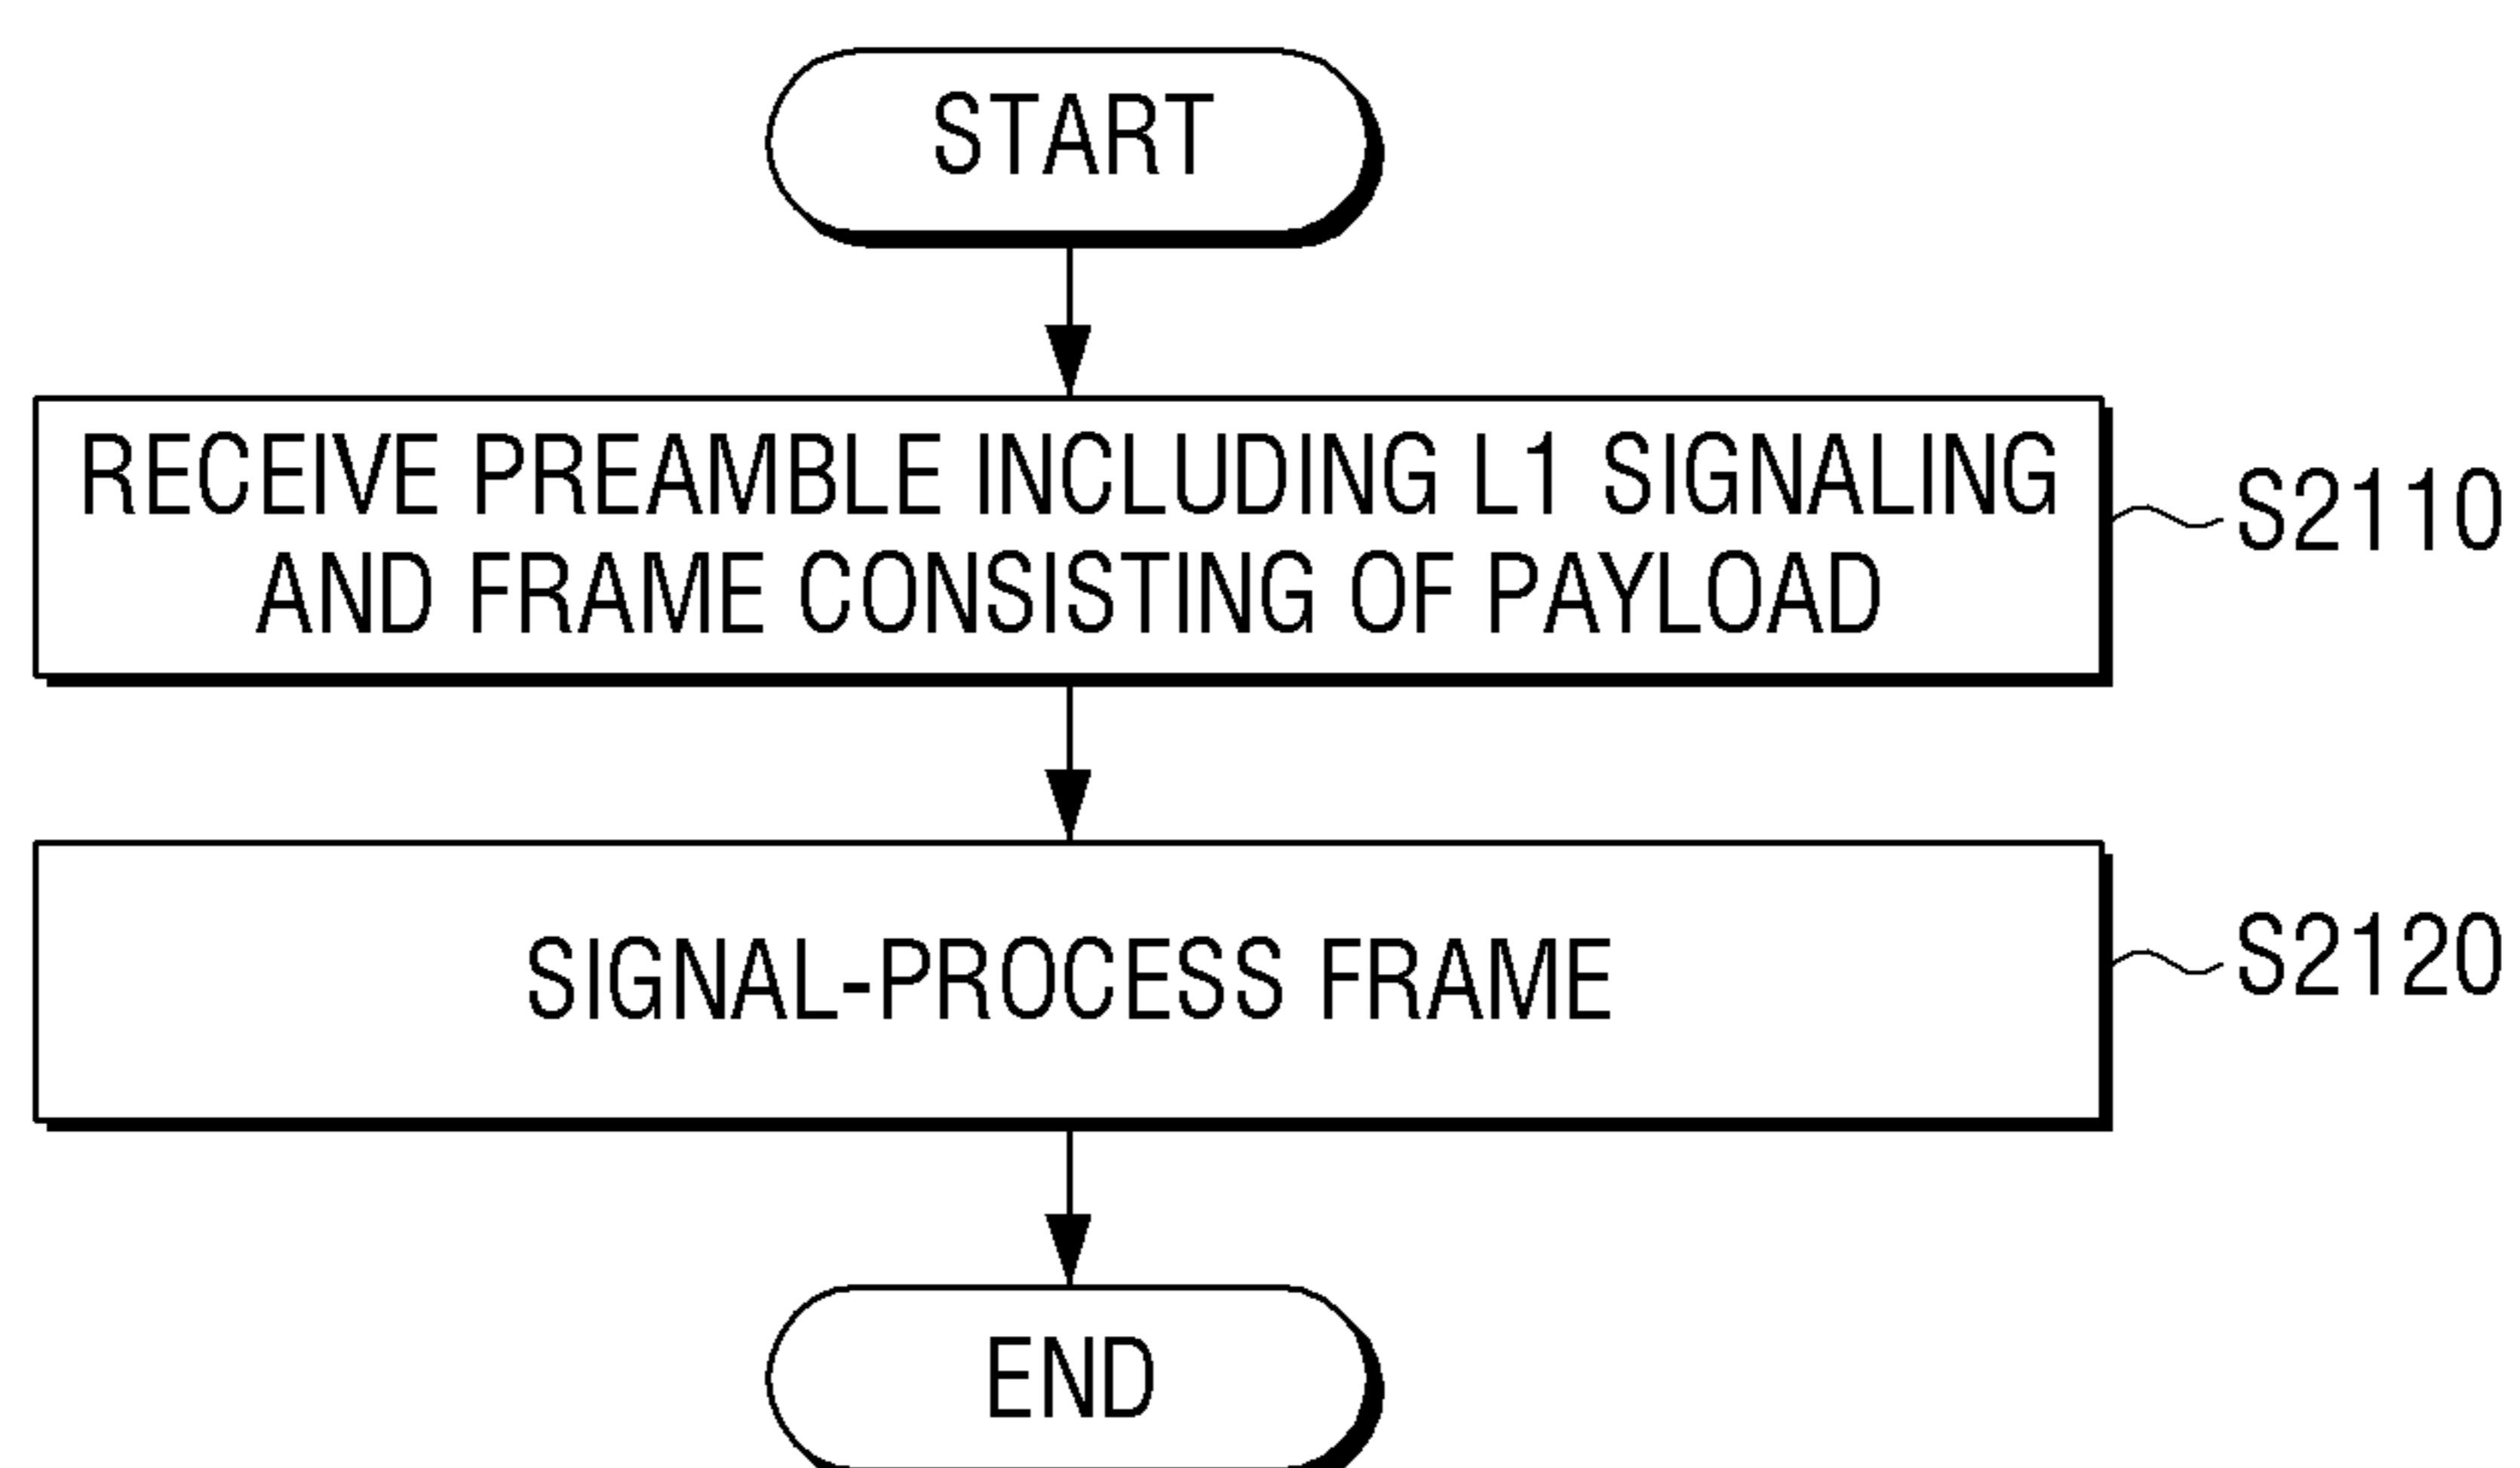 START
RECEIVE PREAMBLE INCLUDING L1 SIGNALING
AND FRAME CONSISTING OF PAYLOAD
S2110
SIGNAL-PROCESS FRAME
S2120
END